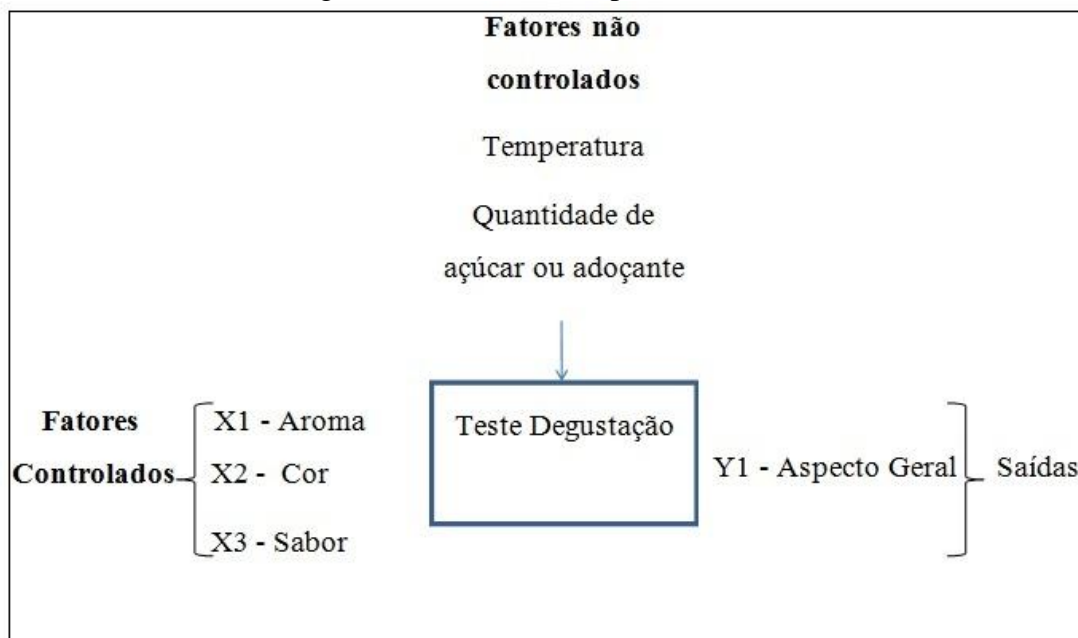 Fatores não
controlados
Temperatura
Quantidade de
açúcar ou adoçante
Fatores
Controlados
X1 - Aroma
X2 - Cor
X3 - Sabor
Teste Degustação
Y1 - Aspecto Geral
Saídas